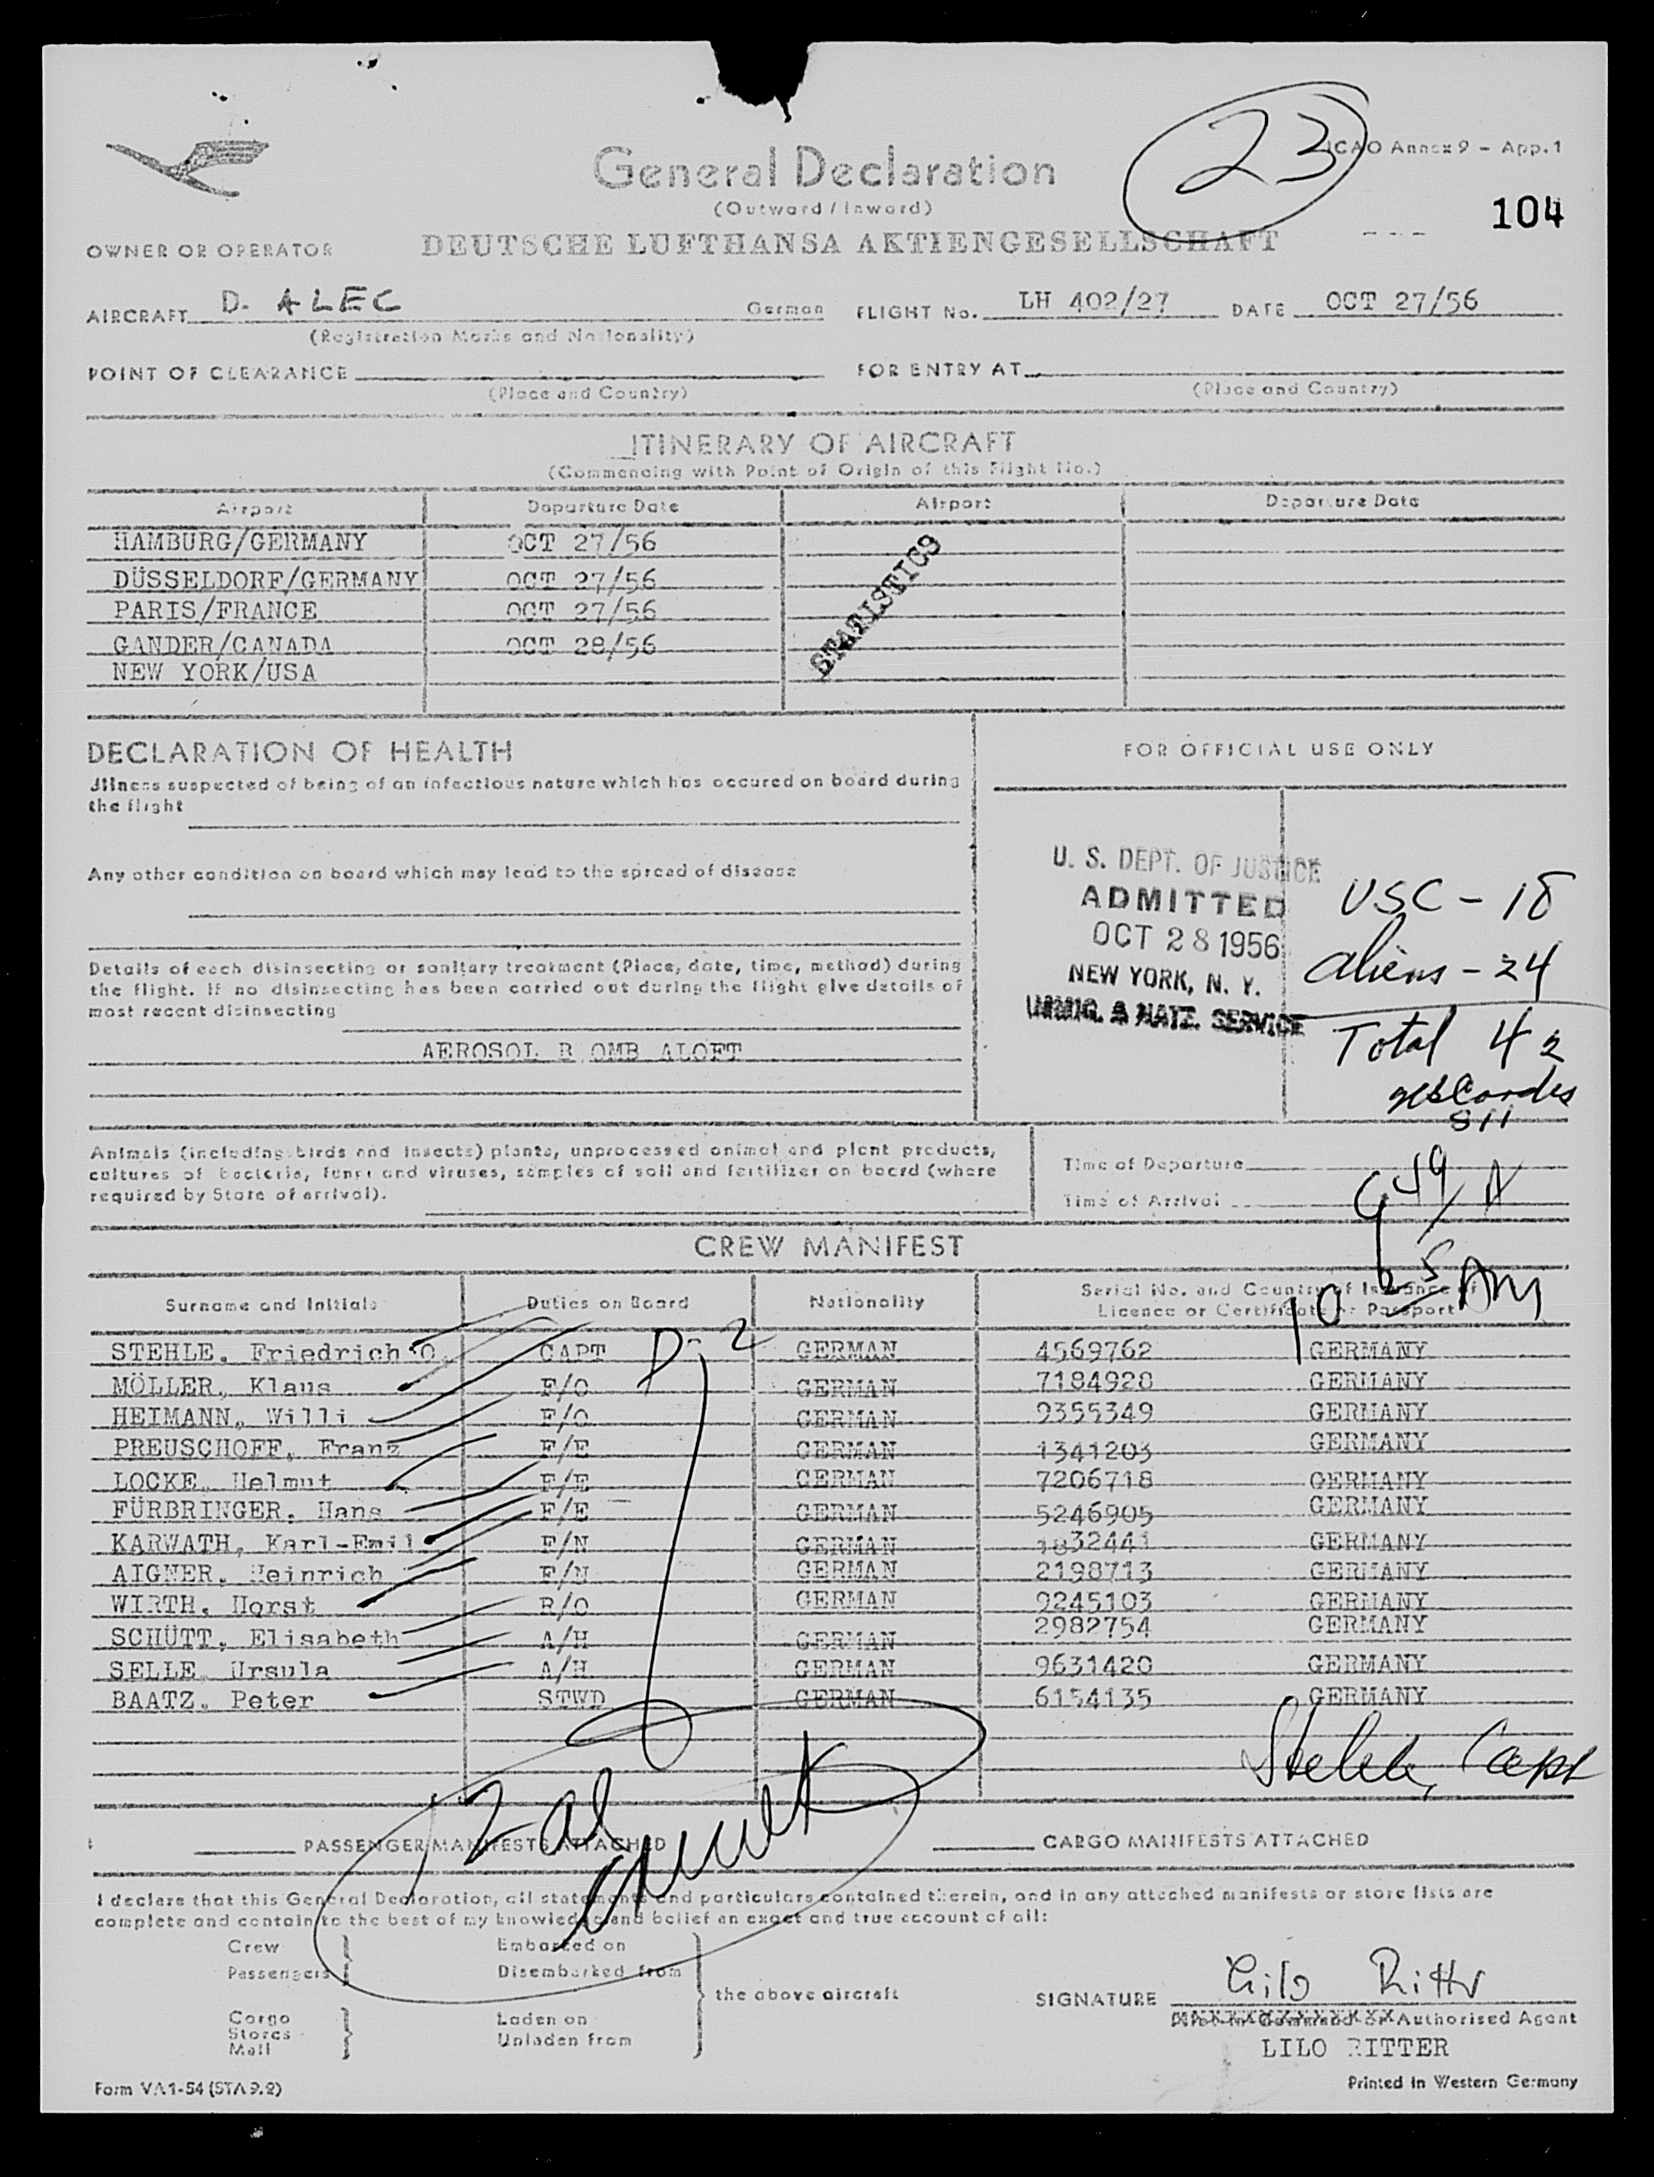 23
ICAO Annex 9 - App. 1
General Declaration
(Outward / Inward)
104
OWNER OR OPERATOR DEUTSCHE LUFTHANSA AKTIENGESELLSCHAFT
AIRCRAFT D- ALEC German FLIGHT No. LH 402/27 DATE OCT 27/56
(Registration Marks and Nationality)
POINT OF CLEARANCE FOR ENTRY AT
(Place and Country) (Place and Country)
ITINERARY OF AIRCRAFT
(Commencing with Point of Origin of this Flight No.)
Airport Departure Date Airport Departure Date
HAMBURG/GERMANY OCT 27/56
DÜSSELDORF/GERMANY OCT 27/56
PARIS/FRANCE OCT 27/56
GANDER/CANADA OCT 28/56
NEW YORK/USA
STATISTICS
DECLARATION OF HEALTH
Illness suspected of being of an infectious nature which has occured on board during
the flight
Any other condition on board which may lead to the spread of disease
Details of each disinsecting or sanitary treatment (Place, date, time, method) during
the flight. If no disinsecting has been carried out during the flight give details of
most recent disinsecting
AEROSOL B OMB ALOFT
FOR OFFICIAL USE ONLY
U. S. DEPT. OF JUSTICE
ADMITTED
OCT 28 1956
NEW YORK, N. Y.
IMMIG. & NATZ. SERVICE
USC - 18
aliens - 24
Total 42
Animals (including birds and insects) plants, unprocessed animal and plant products,
cultures of bacteria, fungi and viruses, samples of soil and fertilizer on board (where
required by State of arrival).
Time of Departure
Time of Arrival
949/A
1025 AM
CREW MANIFEST
Surname and Initials Duties on Board Nationality Serial No. and Country of Issuance of
Licence or Certificate or Passport
STEHLE, Friedrich O. CAPT GERMAN 4569762 GERMANY
MÖLLER, Klaus F/O GERMAN 7184920 GERMANY
HEIMANN, Willi F/O GERMAN 9355349 GERMANY
PREUSCHOFF, Franz F/E GERMAN 1341203 GERMANY
LOCKE, Helmut F/E GERMAN 7206718 GERMANY
FÜRBRINGER, Hans F/E GERMAN 5246905 GERMANY
KARWATH, Karl-Emil F/N GERMAN 1832441 GERMANY
AIGNER, Heinrich F/N GERMAN 2198713 GERMANY
WIRTH, Horst R/O GERMAN 9245103 GERMANY
SCHÜTT, Elisabeth A/H GERMAN 2982754 GERMANY
SELLE, Ursula A/H GERMAN 9631420 GERMANY
BAATZ, Peter STWD GERMAN 6154135 GERMANY
Stehle, Capt
12 al
PASSENGER MANIFESTS ATTACHED CARGO MANIFESTS ATTACHED
I declare that this General Declaration, all statements and particulars contained therein, and in any attached manifests or store lists are
complete and contain to the best of my knowledge and belief an exact and true account of all:
Crew Embarked on
Passengers Disembarked from
the above aircraft
Cargo Laden on
Stores Unladen from
Mail
SIGNATURE Lilo Ritter
Pilot-in-Command or Authorised Agent
LILO RITTER
Form VA1-54 (STA 9.2) Printed in Western Germany